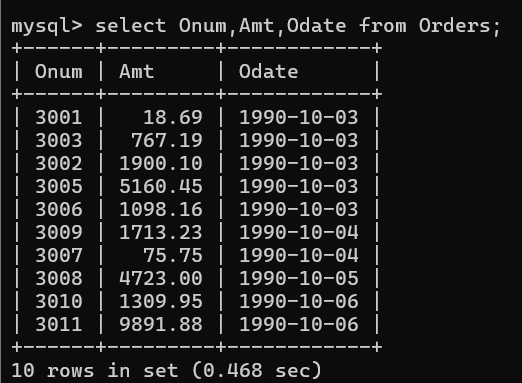 mysql> select Onum,Amt,Odate from Orders;
+------+---------+------------+
| Onum | Amt     | Odate      |
+------+---------+------------+
| 3001 |   18.69 | 1990-10-03 |
| 3003 |  767.19 | 1990-10-03 |
| 3002 | 1900.10 | 1990-10-03 |
| 3005 | 5160.45 | 1990-10-03 |
| 3006 | 1098.16 | 1990-10-03 |
| 3009 | 1713.23 | 1990-10-04 |
| 3007 |   75.75 | 1990-10-04 |
| 3008 | 4723.00 | 1990-10-05 |
| 3010 | 1309.95 | 1990-10-06 |
| 3011 | 9891.88 | 1990-10-06 |
+------+---------+------------+
10 rows in set (0.468 sec)